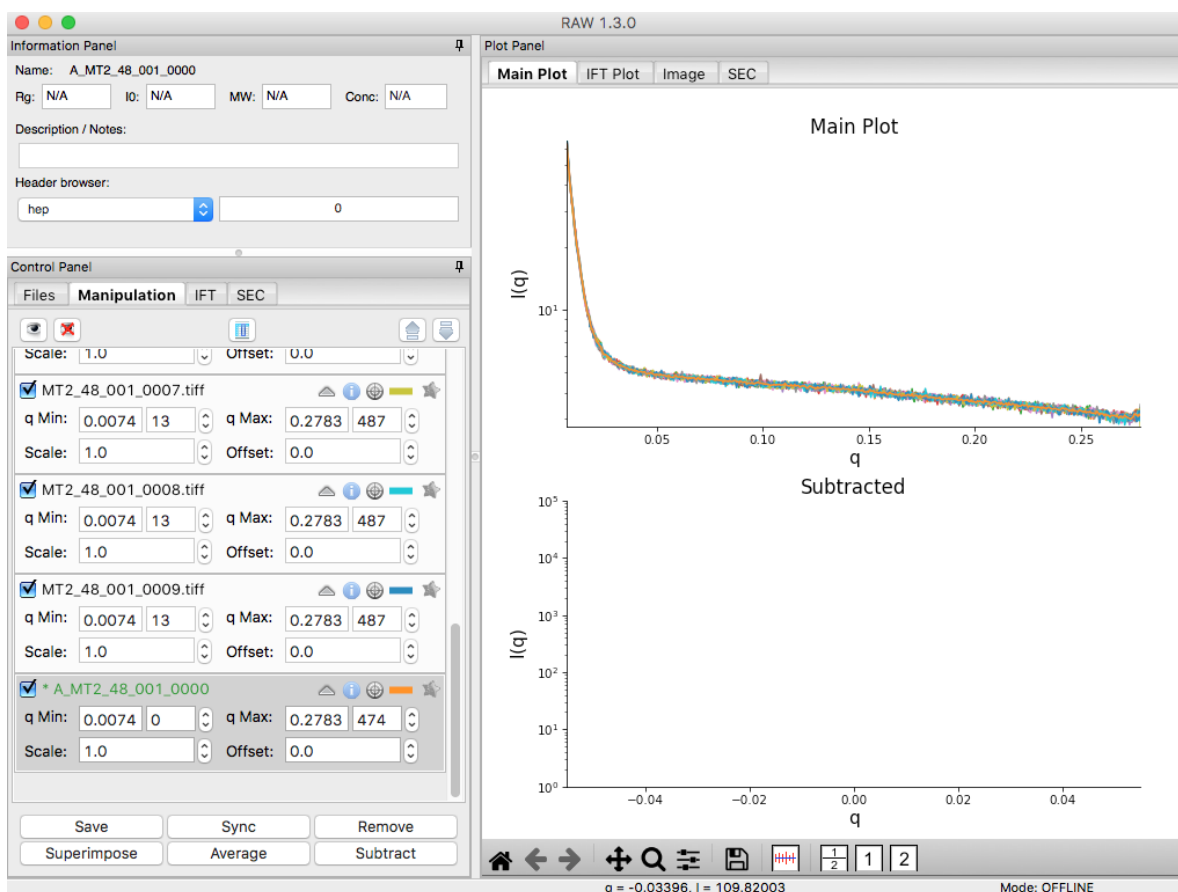 RAW 1.3.0
Information Panel
Name: A_MT2_48_001_0000
Rg: N/A I0: N/A MW: N/A Conc: N/A
Description / Notes:
Header browser:
hep 0
Control Panel
Files Manipulation IFT SEC
Scale: 1.0 Offset: 0.0
MT2_48_001_0007.tiff
q Min: 0.0074 13 q Max: 0.2783 487
Scale: 1.0 Offset: 0.0
MT2_48_001_0008.tiff
q Min: 0.0074 13 q Max: 0.2783 487
Scale: 1.0 Offset: 0.0
MT2_48_001_0009.tiff
q Min: 0.0074 13 q Max: 0.2783 487
Scale: 1.0 Offset: 0.0
* A_MT2_48_001_0000
q Min: 0.0074 0 q Max: 0.2783 474
Scale: 1.0 Offset: 0.0
Save Sync Remove
Superimpose Average Subtract
Plot Panel
Main Plot IFT Plot Image SEC
Main Plot
I(q)
10¹
0.05 0.10 0.15 0.20 0.25
q
Subtracted
I(q)
10⁵
10⁴
10³
10²
10¹
10⁰
−0.04 −0.02 0.00 0.02 0.04
q
1
2
1 2
q = -0.03396, I = 109.82003 Mode: OFFLINE